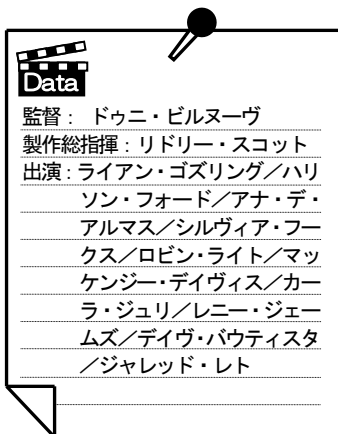 Data
監督： ドゥニ・ビルヌーヴ
製作総指揮：リドリー・スコット
出演：ライアン・ゴズリング／ハリ
ソン・フォード／アナ・デ・
アルマス／シルヴィア・フー
クス／ロビン・ライト／マッ
ケンジー・デイヴィス／カー
ラ・ジュリ／レニー・ジェー
ムズ／デイヴ・バウティスタ
／ジャレッド・レト